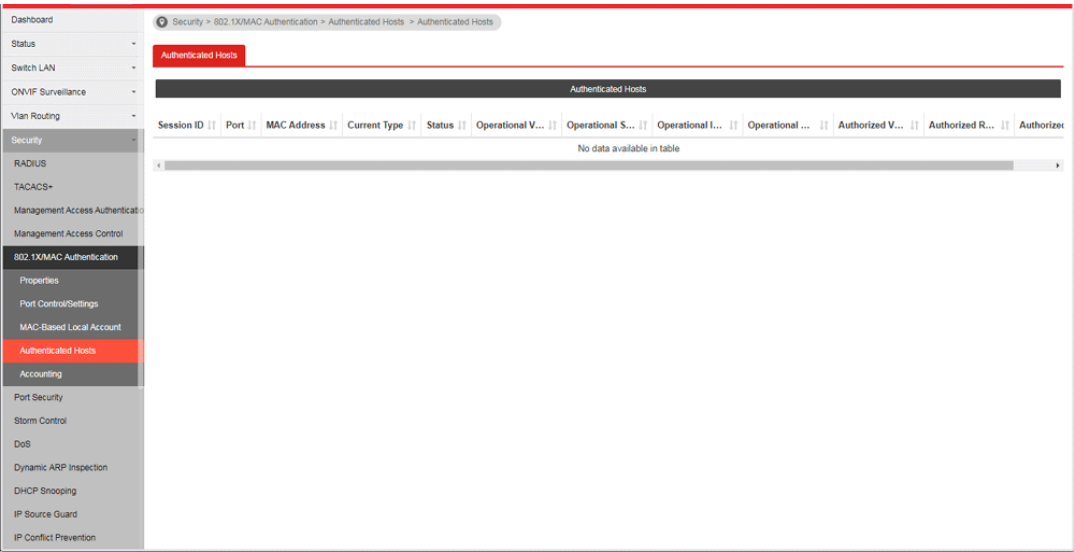 Dashboard
Security > 802.1X/MAC Authentication > Authenticated Hosts > Authenticated Hosts
Status
Authenticated Hosts
Switch LAN
ONVIF Surveillance
Authenticated Hosts
Vlan Routing
Session ID Port MAC Address Current Type Status Operational V... Operational S... Operational I... Operational ... Authorized V... Authorized R... Authorized
Security
No data available in table
RADIUS
TACACS+
Management Access Authenticatio
Management Access Control
802.1X/MAC Authentication
Properties
Port Control/Settings
MAC-Based Local Account
Authenticated Hosts
Accounting
Port Security
Storm Control
DoS
Dynamic ARP Inspection
DHCP Snooping
IP Source Guard
IP Conflict Prevention